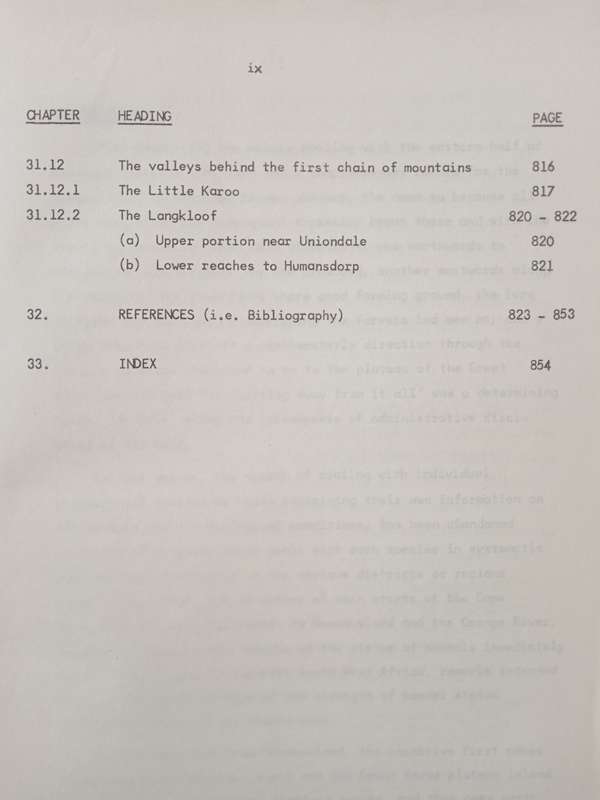 ix
CHAPTER HEADING PAGE
31.12 The valleys behind the first chain of mountains 816
31.12.1 The Little Karoo 817
31.12.2 The Langkloof 820 - 822
(a) Upper portion near Uniondale 820
(b) Lower reaches to Humansdorp 821
32. REFERENCES (i.e. Bibliography) 823 - 853
33. INDEX 854